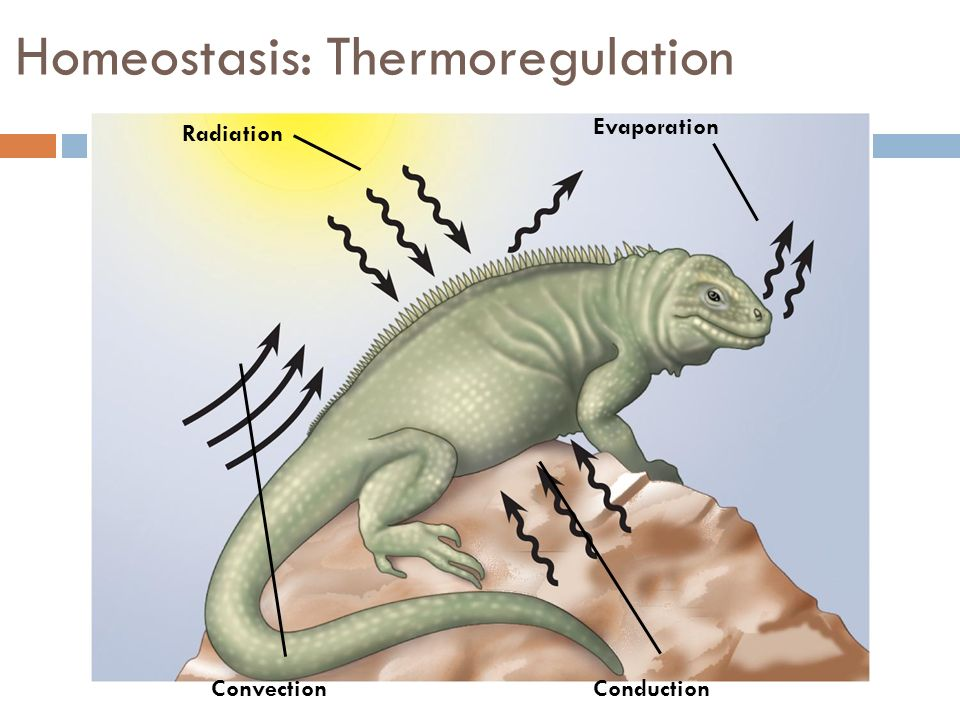 Homeostasis: Thermoregulation
Radiation
Evaporation
Convection
Conduction